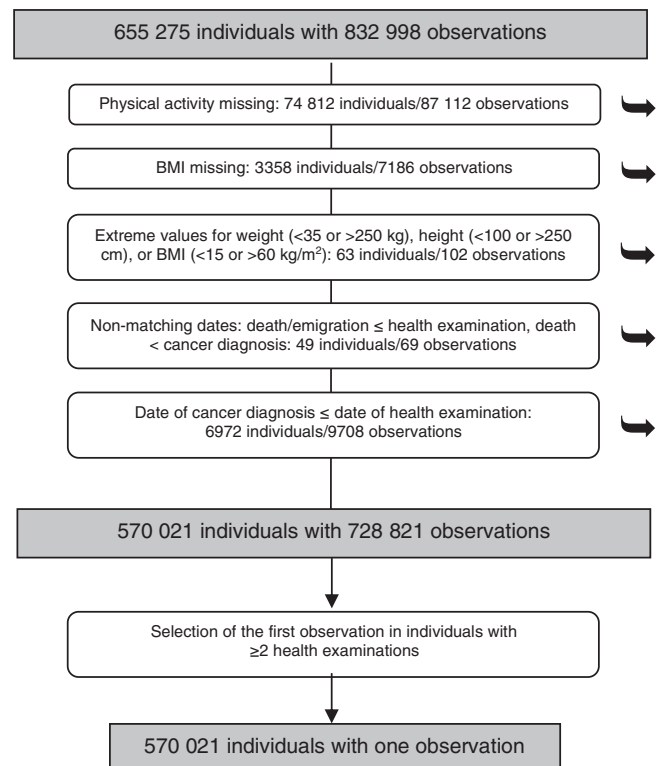 655 275 individuals with 832 998 observations
Physical activity missing: 74 812 individuals/87 112 observations
BMI missing: 3358 individuals/7186 observations
Extreme values for weight (<35 or >250 kg), height (<100 or >250
cm), or BMI (<15 or >60 kg/m²): 63 individuals/102 observations
Non-matching dates: death/emigration ≤ health examination, death
< cancer diagnosis: 49 individuals/69 observations
Date of cancer diagnosis ≤ date of health examination:
6972 individuals/9708 observations
570 021 individuals with 728 821 observations
Selection of the first observation in individuals with
≥2 health examinations
570 021 individuals with one observation